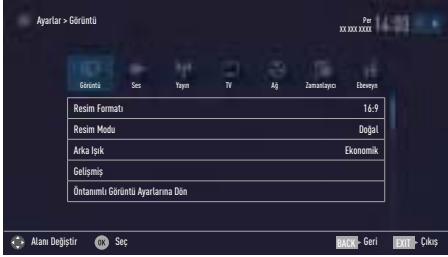 Ayarlar > Görüntü
Per
XX XXX XXXX
Görüntü Ses Yayın TV Ağ Zamanlayıcı Ebeveyn
Resim Formatı 16:9
Resim Modu Doğal
Arka Işık Ekonomik
Gelişmiş
Öntanımlı Görüntü Ayarlarına Dön
Alanı Değiştir OK Seç BACK Geri EXIT Çıkış